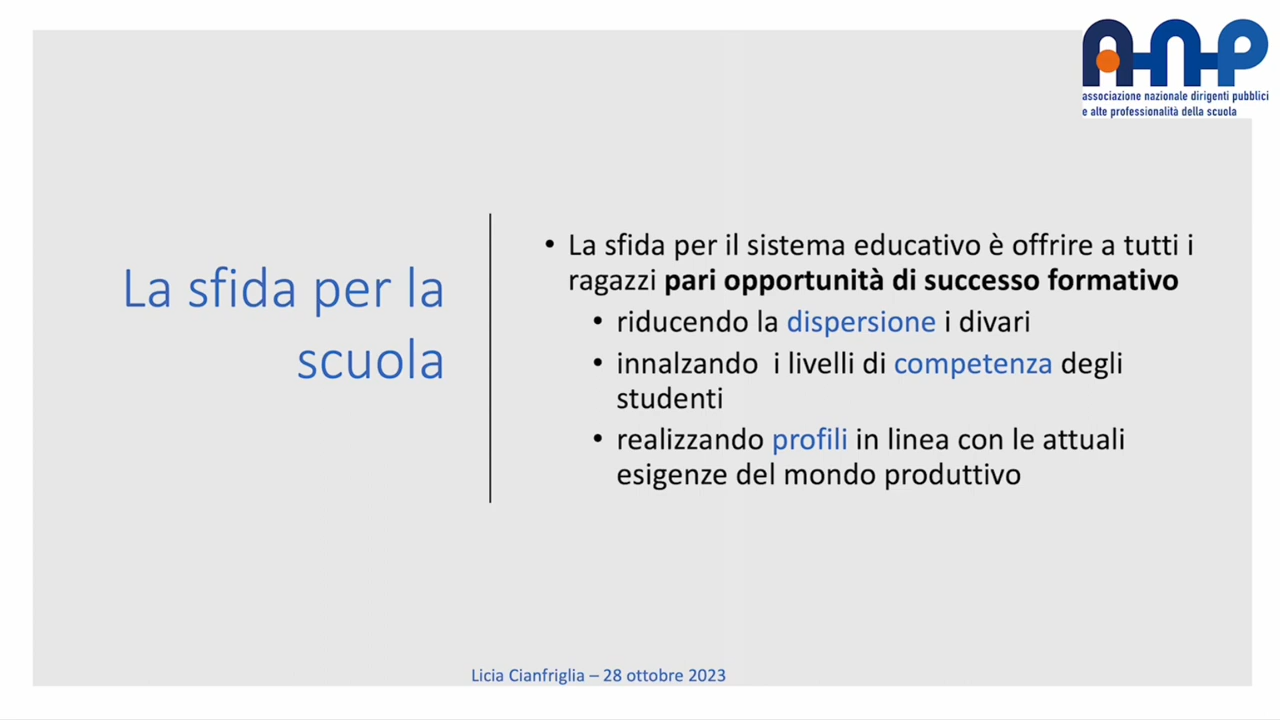 A-n-p
associazione nazionale dirigenti pubblici
e alte professionalità della scuola
La sfida per la
scuola
• La sfida per il sistema educativo è offrire a tutti i
ragazzi pari opportunità di successo formativo
• riducendo la dispersione i divari
• innalzando  i livelli di competenza degli
studenti
• realizzando profili in linea con le attuali
esigenze del mondo produttivo
Licia Cianfriglia – 28 ottobre 2023